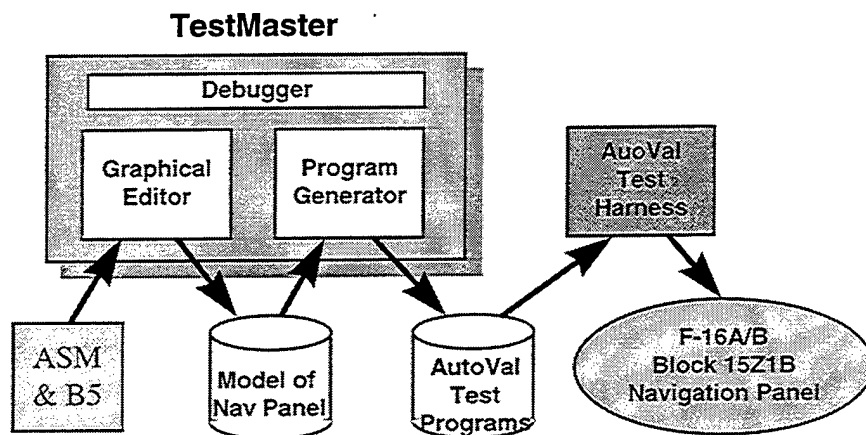 TestMaster
Debugger
Graphical
Editor
Program
Generator
AuoVal
Test
Harness
ASM
& B5
Model of
Nav Panel
AutoVal
Test
Programs
F-16A/B
Block 15Z1B
Navigation Panel